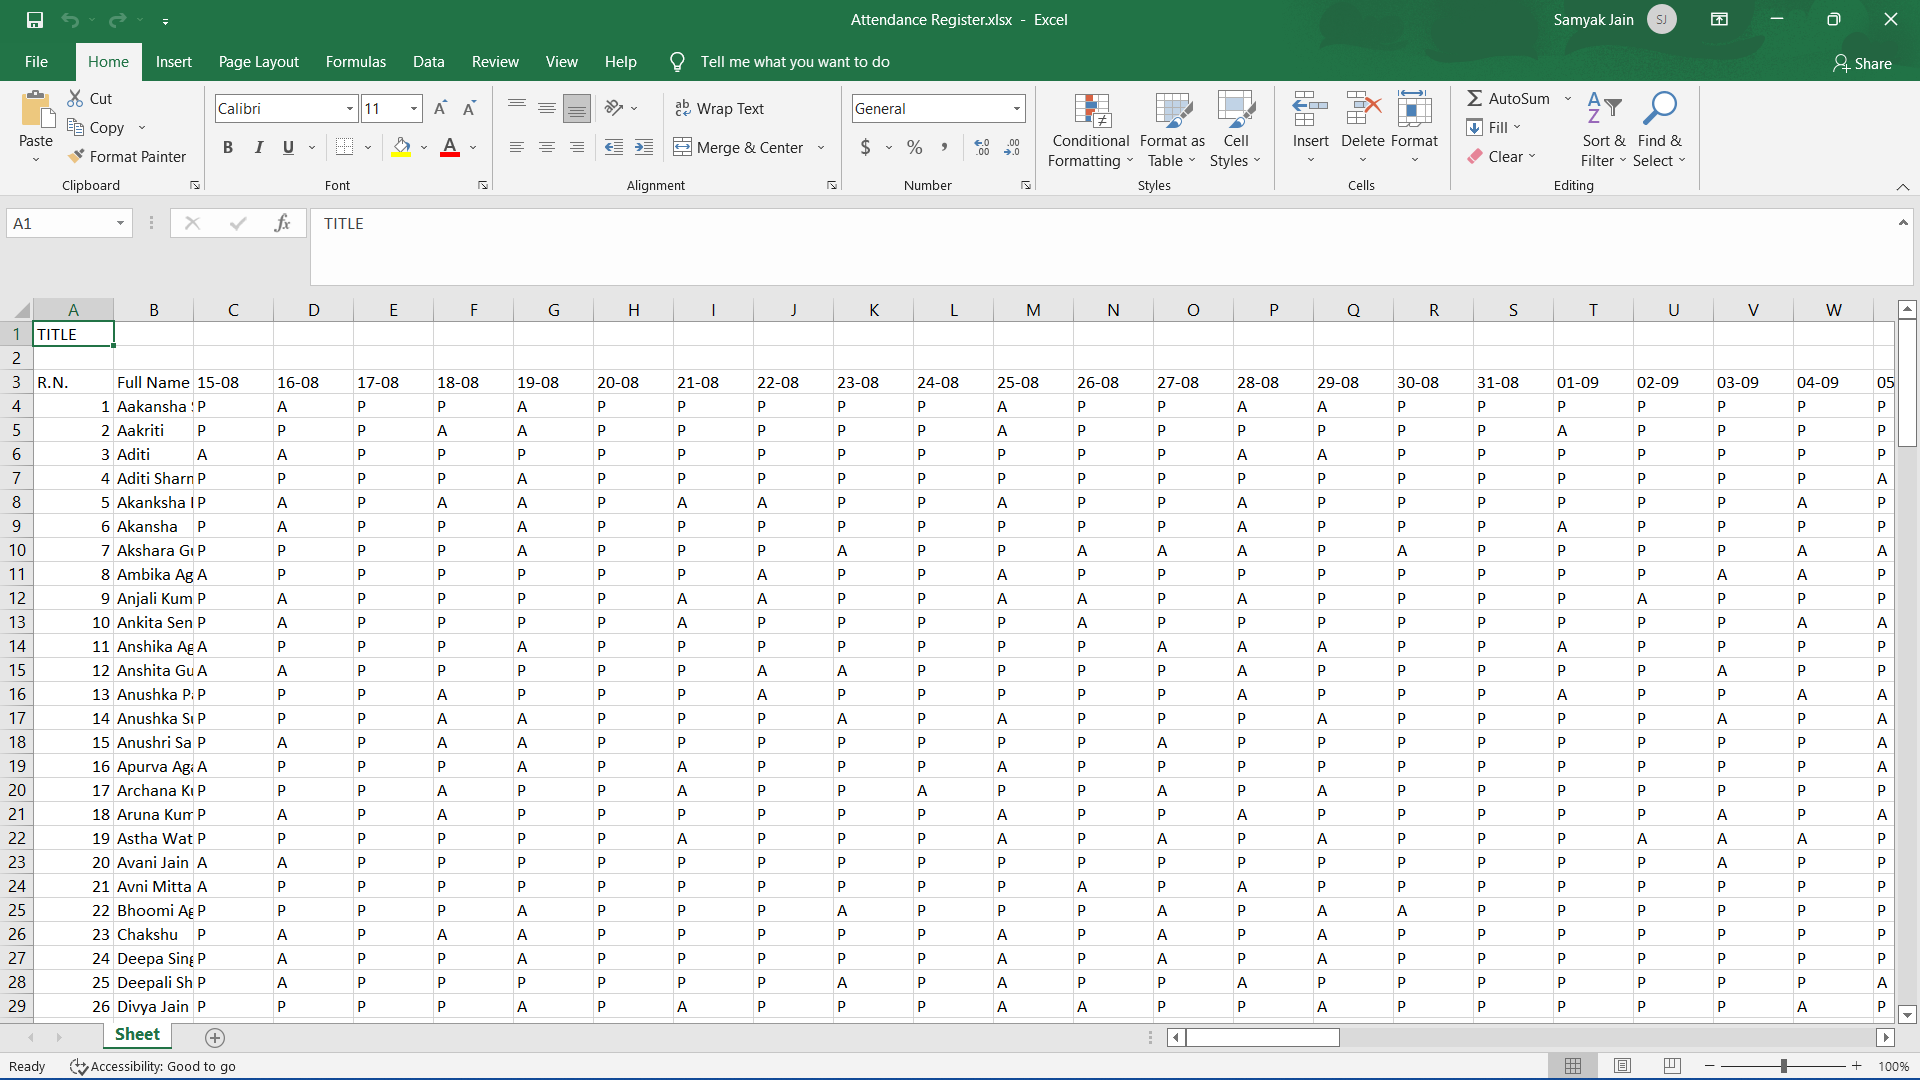 Attendance Register.xlsx - Excel
Samyak Jain SJ
File Home Insert Page Layout Formulas Data Review View Help Tell me what you want to do Share
Paste
Cut
Copy
Format Painter
Clipboard
Calibri 11
B I U
Font
Wrap Text
Merge & Center
Alignment
General
$ %
Number
Conditional Formatting
Format as Table
Cell Styles
Styles
Insert Delete Format
Cells
AutoSum
Fill
Clear
Sort & Filter
Find & Select
Editing
A1 fx TITLE
A B C D E F G H I J K L M N O P Q R S T U V W
1 TITLE
2
3 R.N. Full Name 15-08 16-08 17-08 18-08 19-08 20-08 21-08 22-08 23-08 24-08 25-08 26-08 27-08 28-08 29-08 30-08 31-08 01-09 02-09 03-09 04-09 05
4 1 Aakansha P A P P A P P P P P A P P A A P P P P P P P
5 2 Aakriti P P P A A P P P P P A P P P P P P A P P P P
6 3 Aditi A A P P P P P P P P P P P A A P P P P P P P
7 4 Aditi Sharm P P P P A P P P P P P P P P P P P P P P P A
8 5 Akanksha P A P A A P A A P P A P P A P P P P P P A P
9 6 Akansha P A P P A P P P P P P P P A P P P A P P P P
10 7 Akshara Gu P P P P A P P P A P P A A A P A P P P P A A
11 8 Ambika Ag A P P P P P P A P P A P P P P P P P P A A P
12 9 Anjali Kum P A P P P P A A P P A A P A P P P P A P P P
13 10 Ankita Sen P A P P P P A P P P P A P P P P P P P P A A
14 11 Anshika Ag A P P P A P P P P P P P A A A P P A P P P P
15 12 Anshita Gu A A P P P P P A A P P P P A P P P P P A P P
16 13 Anushka Pa P P P A P P P A P P P P P A P P P A P P A A
17 14 Anushka Su P P P A A P P P A P A P P P A P P P P A P A
18 15 Anushri Sa P A P A A P P P P P P P A P P P P P P P P A
19 16 Apurva Aga A P P P A P A P P P A P P P P P P P P P P A
20 17 Archana Ku P P P A P P A P P A P P A P A P P P P P P P
21 18 Aruna Kum P A P A P P P P P P A P P A P P P P P A P A
22 19 Astha Wat P P P P P P A P P P A P A P A P P P A A A P
23 20 Avani Jain A A P P P P P P P P P P P P P P P P P A P P
24 21 Avni Mitta A P P P P P P P P P P A P A P P P P P P P P
25 22 Bhoomi Ag P P P P A P P P A P P P A P A A P P P P P P
26 23 Chakshu P A P A A P P P P P A P A P A P P P P P P P
27 24 Deepa Sing P A P P A P P P P P A P A P A P P P P P P P
28 25 Deepali Sh P A P P P P P P A P A P P A P P P P P P P A
29 26 Divya Jain P P P P A P A P P P A A P P A P P P P P A P
Sheet
Ready Accessibility: Good to go 100%